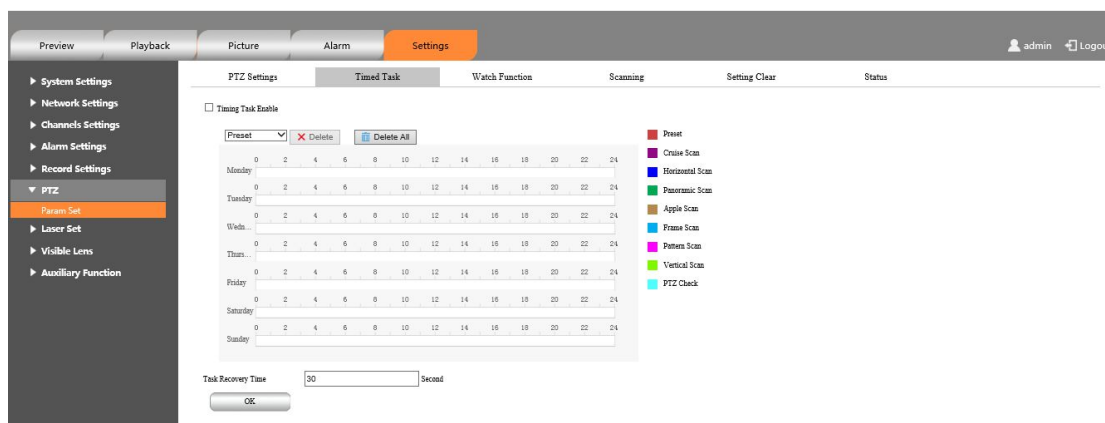 Preview Playback Picture Alarm Settings admin Logou
System Settings
Network Settings
Channels Settings
Alarm Settings
Record Settings
PTZ
Param Set
Laser Set
Visible Lens
Auxiliary Function
PTZ Settings Timed Task Watch Function Scanning Setting Clear Status
Timing Task Enable
Preset Delete Delete All
0 2 4 6 8 10 12 14 16 18 20 22 24
Monday
0 2 4 6 8 10 12 14 16 18 20 22 24
Tuesday
0 2 4 6 8 10 12 14 16 18 20 22 24
Wedn...
0 2 4 6 8 10 12 14 16 18 20 22 24
Thurs...
0 2 4 6 8 10 12 14 16 18 20 22 24
Friday
0 2 4 6 8 10 12 14 16 18 20 22 24
Saturday
0 2 4 6 8 10 12 14 16 18 20 22 24
Sunday
Preset
Cruise Scan
Horizontal Scan
Panoramic Scan
Apple Scan
Frame Scan
Pattern Scan
Vertical Scan
PTZ Check
Task Recovery Time 30 Second
OK